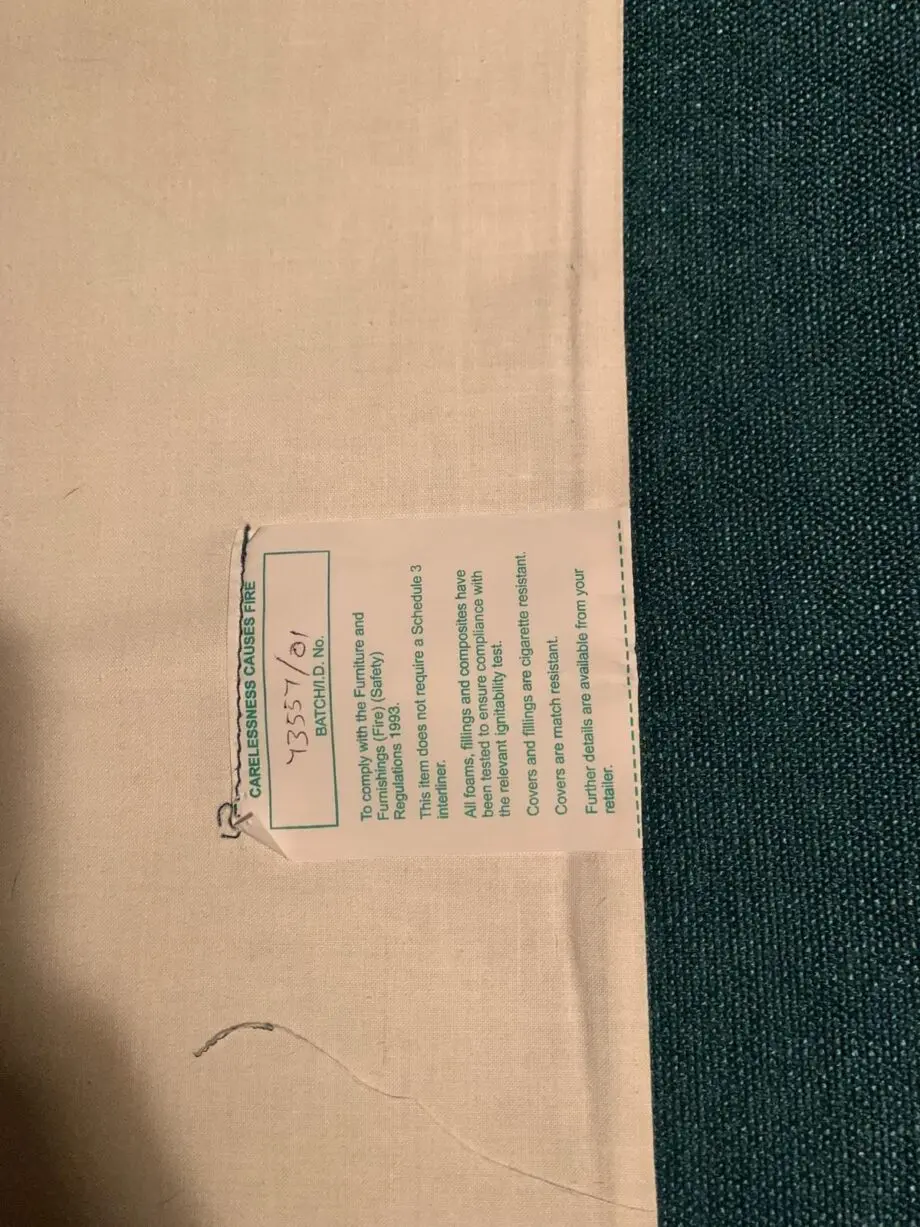 CARELESSNESS CAUSES FIRE
43557/01
BATCH/I.D. No.
To comply with the Furniture and
Furnishings (Fire) (Safety)
Regulations 1993.
This item does not require a Schedule 3
interliner.
All foams, fillings and composites have
been tested to ensure compliance with
the relevant ignitability test.
Covers and fillings are cigarette resistant.
Covers are match resistant.
Further details are available from your
retailer.